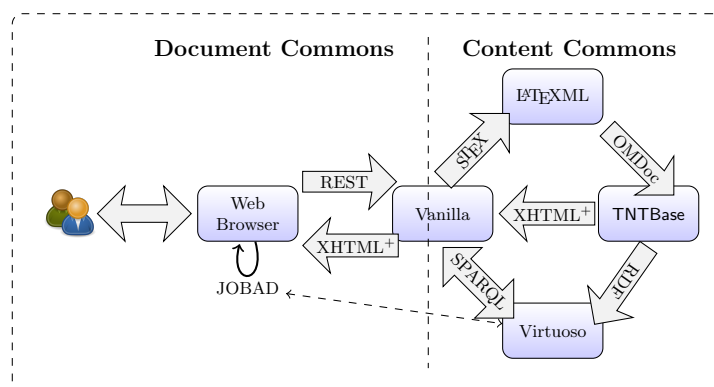 Document Commons
Content Commons
LATEXML
STEX
OMDoc
REST
Web
Browser
Vanilla
XHTML+
TNTBase
XHTML+
SPARQL
RDF
JOBAD
Virtuoso